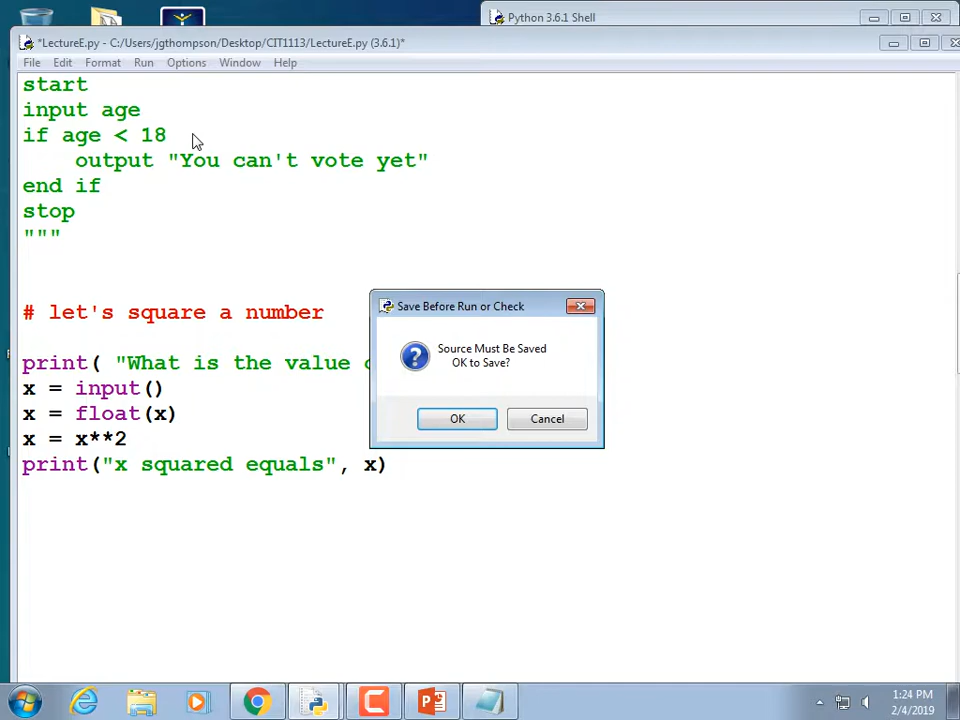 Python 3.6.1 Shell
*LectureE.py - C:/Users/jgthompson/Desktop/CIT1113/LectureE.py (3.6.1)*
File Edit Format Run Options Window Help
start
input age
if age < 18
output "You can't vote yet"
end if
stop
"""
# let's square a number
Save Before Run or Check
Source Must Be Saved
OK to Save?
OK Cancel
print( "What is the value
x = input()
x = float(x)
x = x**2
print("x squared equals", x)
1:24 PM
2/4/2019